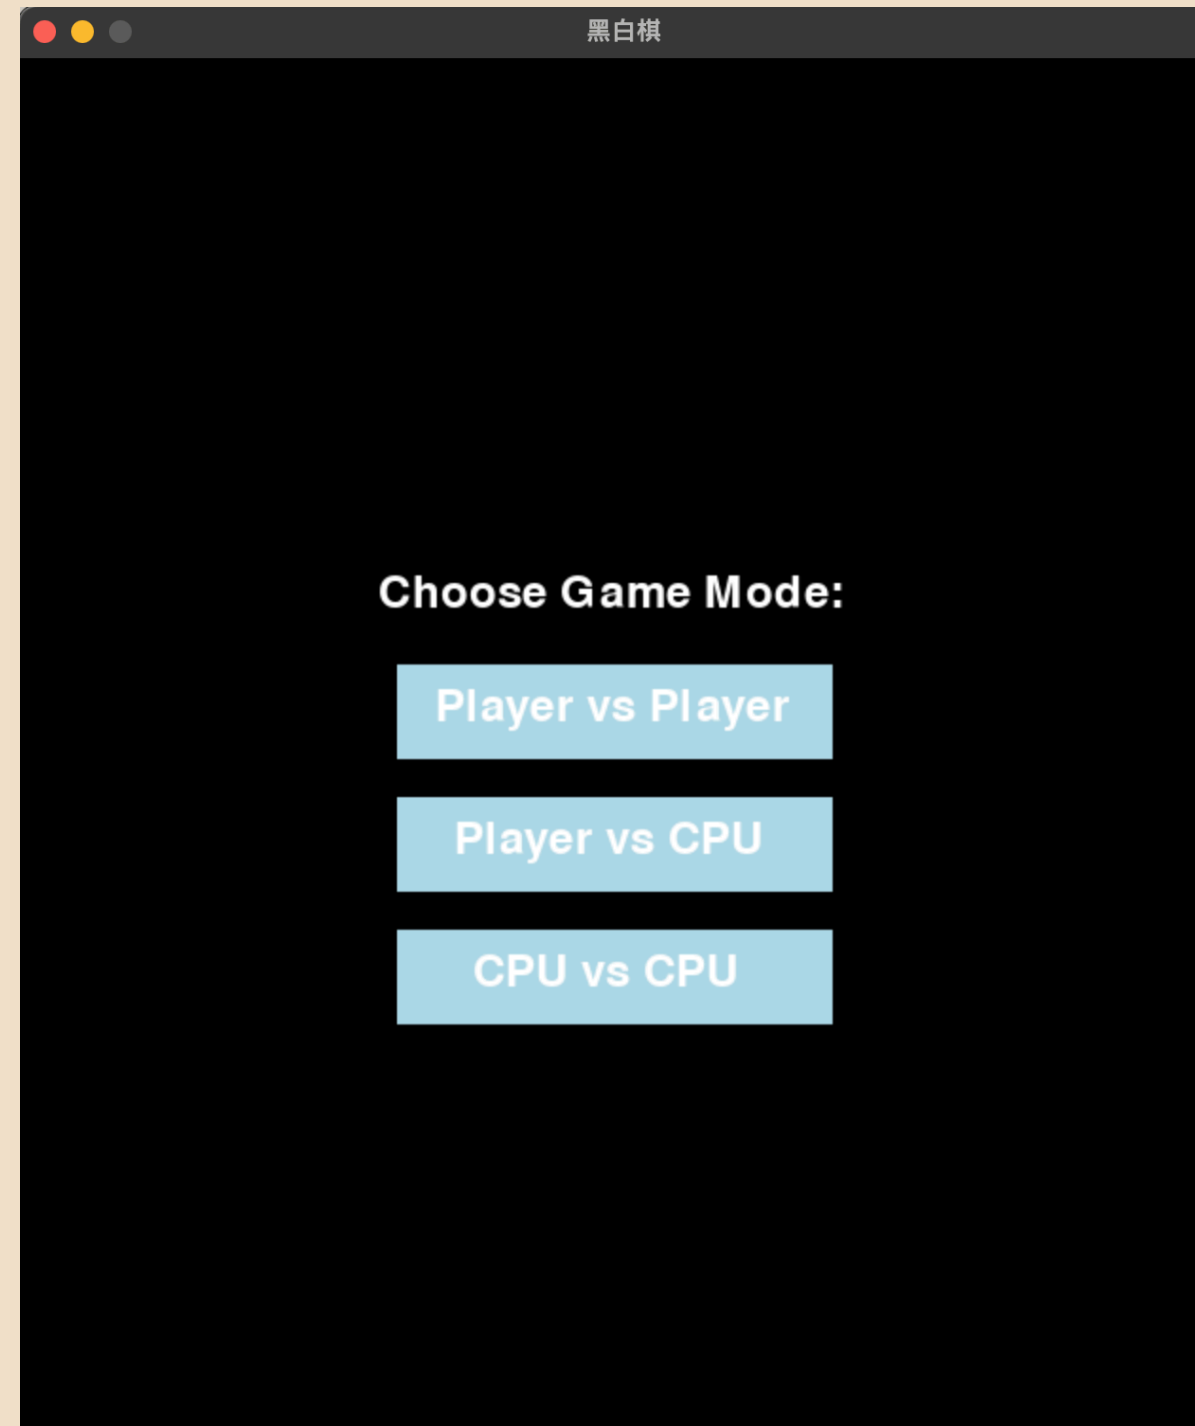 黑白棋
Choose Game Mode:
Player vs Player
Player vs CPU
CPU vs CPU